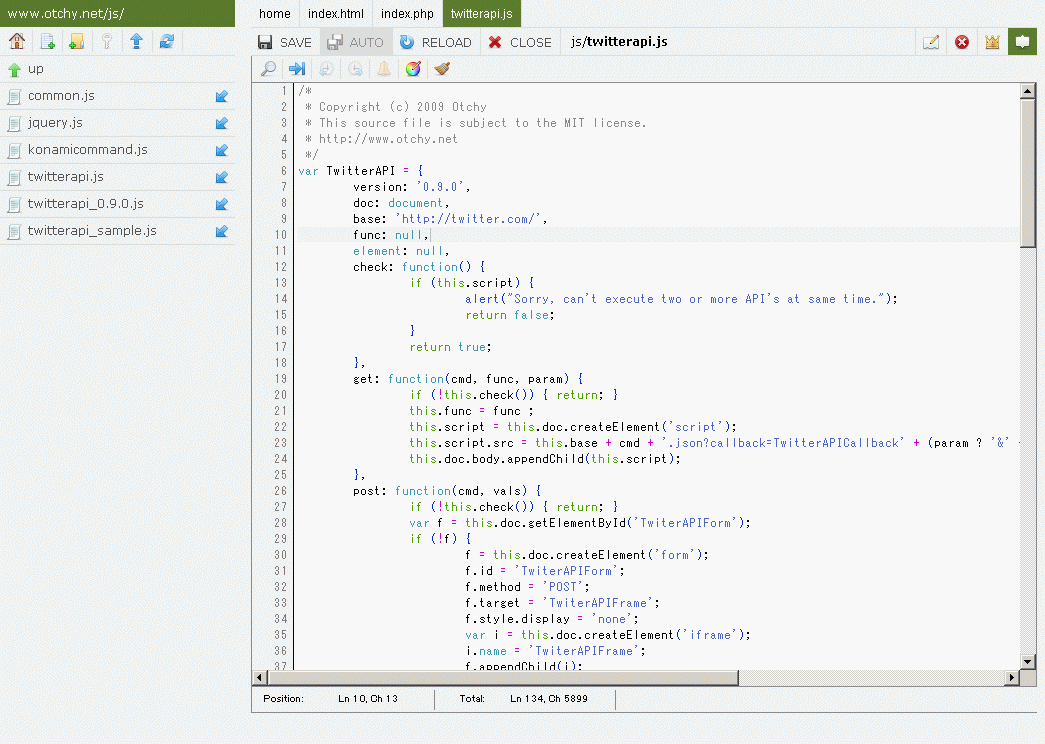 www.otchy.net/js/
home index.html index.php twitterapi.js
SAVE AUTO RELOAD CLOSE js/twitterapi.js
up
common.js
jquery.js
konamicommand.js
twitterapi.js
twitterapi_0.9.0.js
twitterapi_sample.js
1 /*
2 * Copyright (c) 2009 Otchy
3 * This source file is subject to the MIT license.
4 * http://www.otchy.net
5 */
6 var TwitterAPI = {
7 version: '0.9.0',
8 doc: document,
9 base: 'http://twitter.com/',
10 func: null,
11 element: null,
12 check: function() {
13 if (this.script) {
14 alert("Sorry, can't execute two or more API's at same time.");
15 return false;
16 }
17 return true;
18 },
19 get: function(cmd, func, param) {
20 if (!this.check()) { return; }
21 this.func = func ;
22 this.script = this.doc.createElement('script');
23 this.script.src = this.base + cmd + '.json?callback=TwitterAPICallback' + (param ? '&' +
24 this.doc.body.appendChild(this.script);
25 },
26 post: function(cmd, vals) {
27 if (!this.check()) { return; }
28 var f = this.doc.getElementById('TwiterAPIForm');
29 if (!f) {
30 f = this.doc.createElement('form');
31 f.id = 'TwiterAPIForm';
32 f.method = 'POST';
33 f.target = 'TwiterAPIFrame';
34 f.style.display = 'none';
35 var i = this.doc.createElement('iframe');
36 i.name = 'TwiterAPIFrame';
37 f.appendChild(i);
Position: Ln 10, Ch 13 Total: Ln 134, Ch 5899